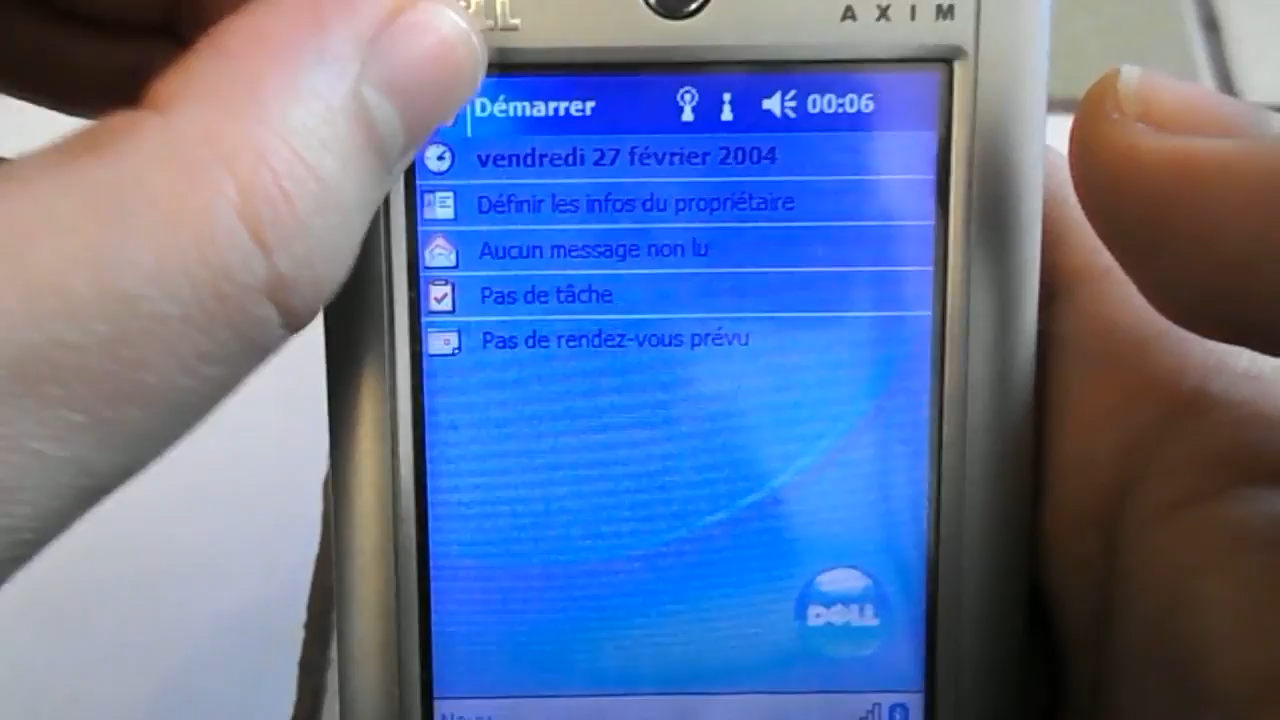 AXIM
Démarrer 00:06
vendredi 27 février 2004
Définir les infos du propriétaire
Aucun message non lu
Pas de tâche
Pas de rendez-vous prévu
DELL